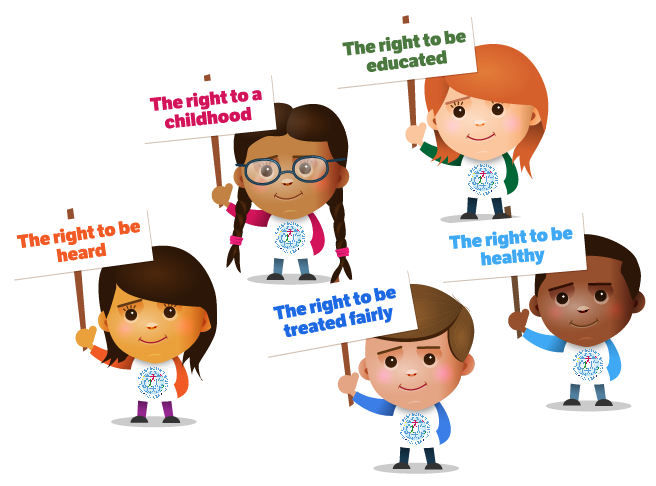 The right to be
educated
The right to a
childhood
The right to be
heard
The right to be
healthy
The right to be
treated fairly